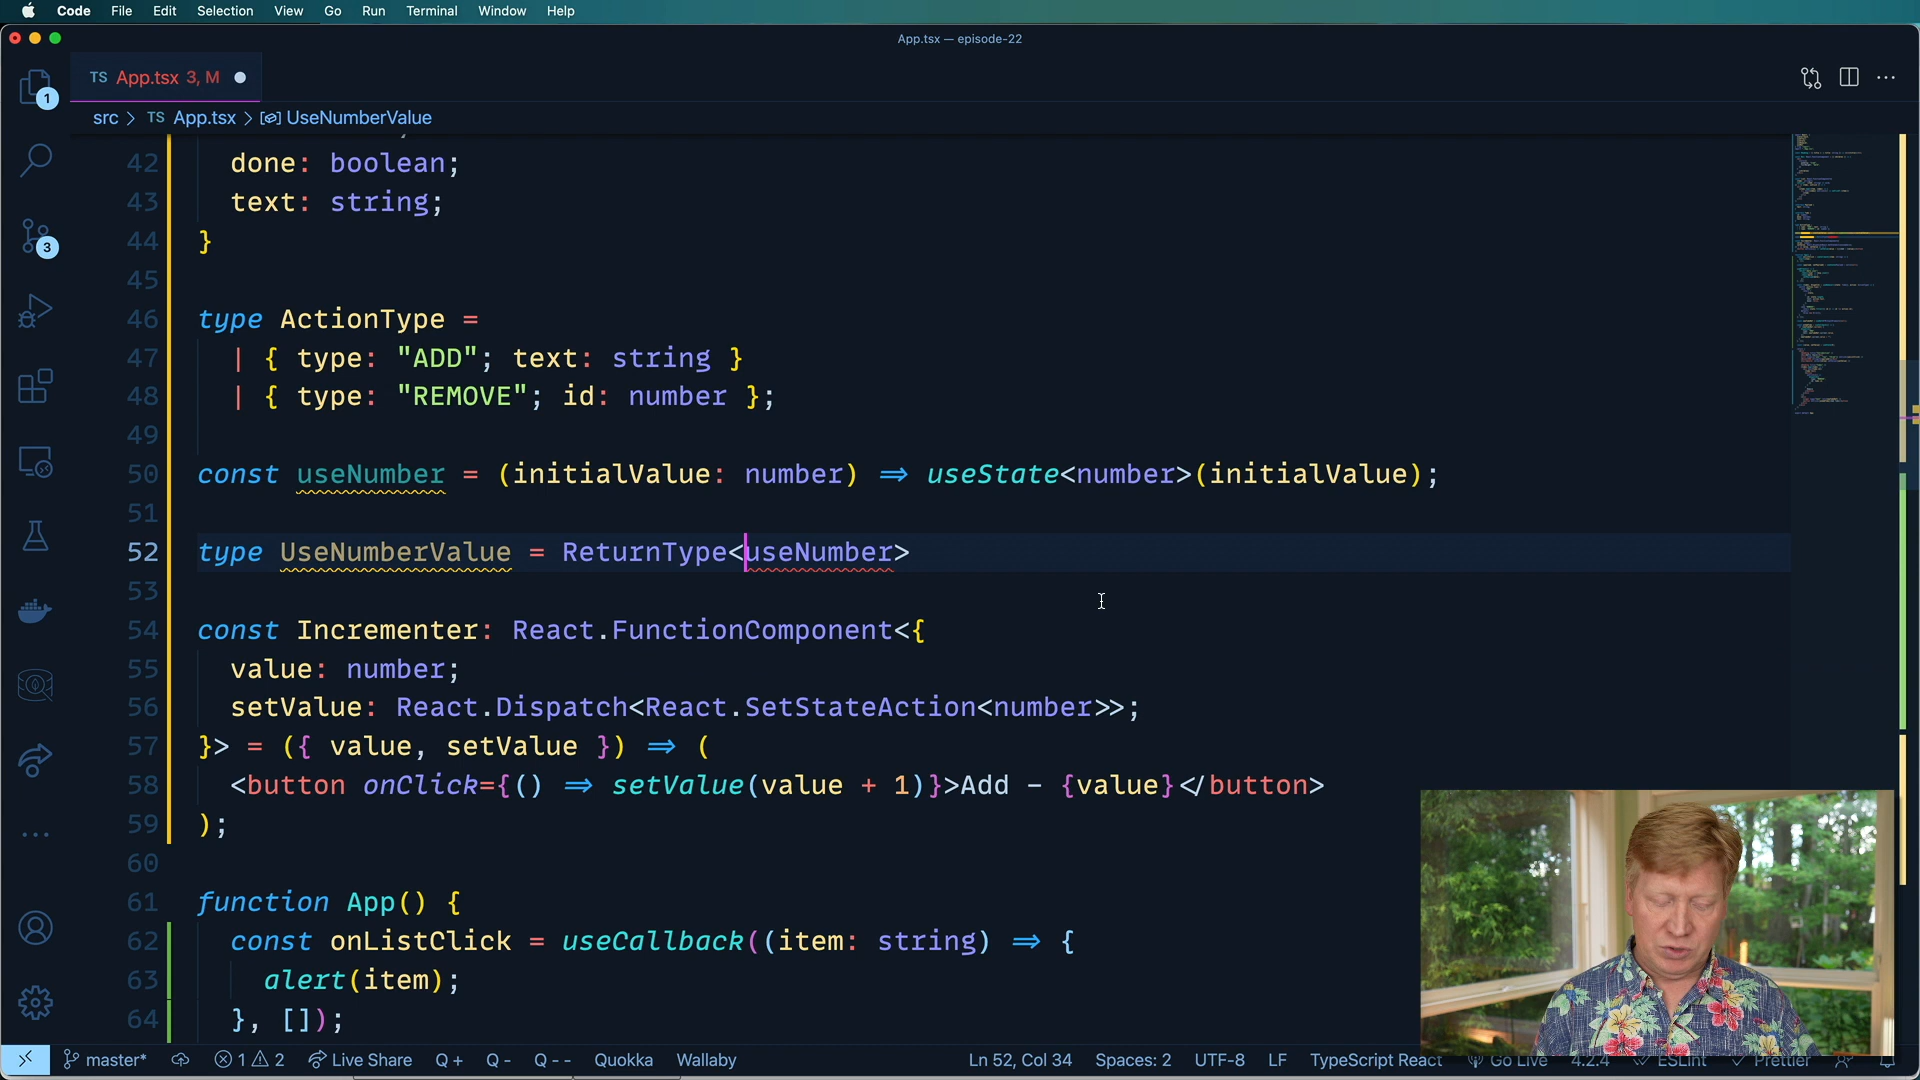 Code File Edit Selection View Go Run Terminal Window Help
App.tsx — episode-22
TS App.tsx 3, M
src > TS App.tsx > UseNumberValue
1
3
42 done: boolean;
43 text: string;
44 }
45
46 type ActionType =
47 | { type: "ADD"; text: string }
48 | { type: "REMOVE"; id: number };
49
50 const useNumber = (initialValue: number) => useState<number>(initialValue);
51
52 type UseNumberValue = ReturnType<useNumber>
53
54 const Incrementer: React.FunctionComponent<{
55 value: number;
56 setValue: React.Dispatch<React.SetStateAction<number>>;
57 }> = ({ value, setValue }) => (
58 <button onClick={() => setValue(value + 1)}>Add - {value}</button>
59 );
60
61 function App() {
62 const onListClick = useCallback((item: string) => {
63 alert(item);
64 }, []);
master* 1 2 Live Share Q+ Q- Q-- Quokka Wallaby Ln 52, Col 34 Spaces: 2 UTF-8 LF TypeScript React Go Live 4.2.4 ESLint Prettier